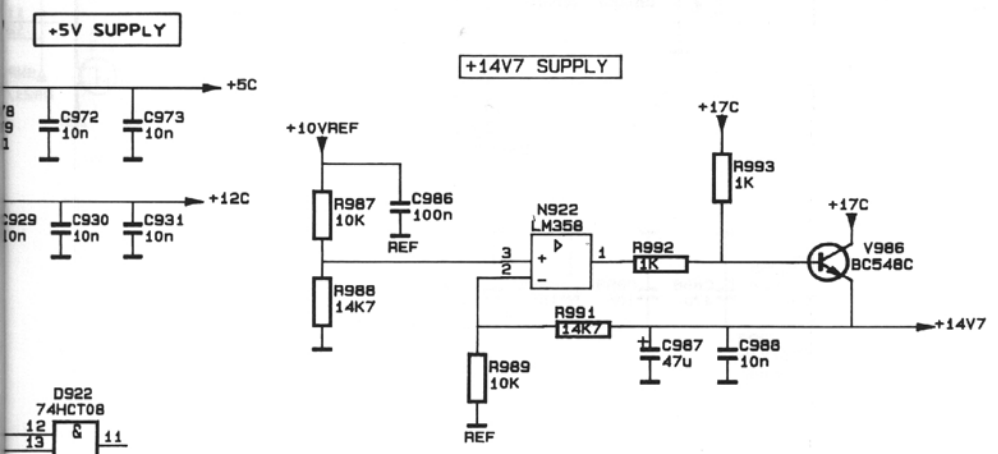 +5V SUPPLY
+14V7 SUPPLY
+5C
C972
10n
C973
10n
+12C
C930
10n
C931
10n
+10VREF
R987
10K
C986
100n
REF
R988
14K7
N922
LM358
3
+
2
-
1
R992
1K
+17C
R993
1K
+17C
V986
BC548C
R991
14K7
+14V7
+
C987
47u
C988
10n
R989
10K
REF
D922
74HCT08
12
13
&
11